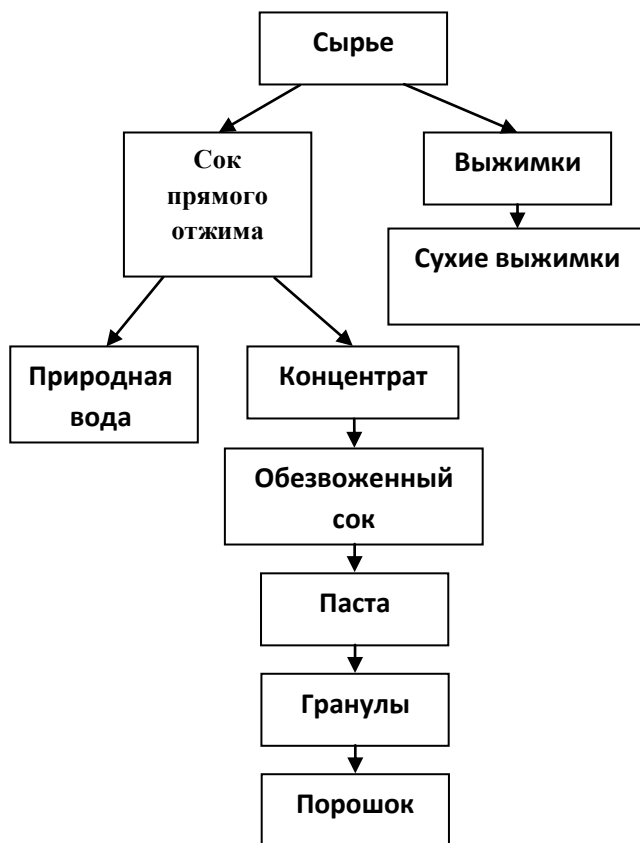 Сырье
Сок
прямого
отжима
Выжимки
Сухие выжимки
Природная
вода
Концентрат
Обезвоженный
сок
Паста
Гранулы
Порошок